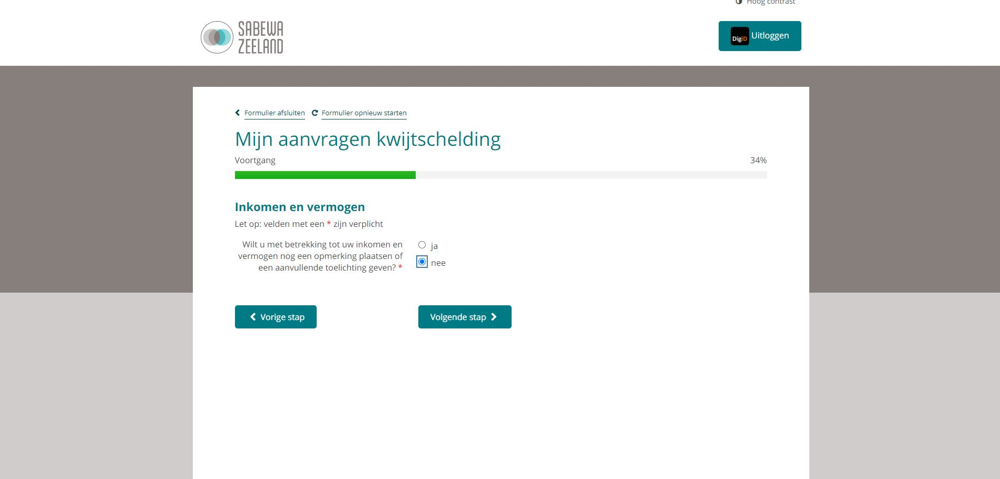 Hoog contrast
SABEWA
ZEELAND
DigiD Uitloggen
Formulier afsluiten Formulier opnieuw starten
Mijn aanvragen kwijtschelding
Voortgang 34%
Inkomen en vermogen
Let op: velden met een * zijn verplicht
Wilt u met betrekking tot uw inkomen en
vermogen nog een opmerking plaatsen of
een aanvullende toelichting geven? *
ja
nee
Vorige stap Volgende stap